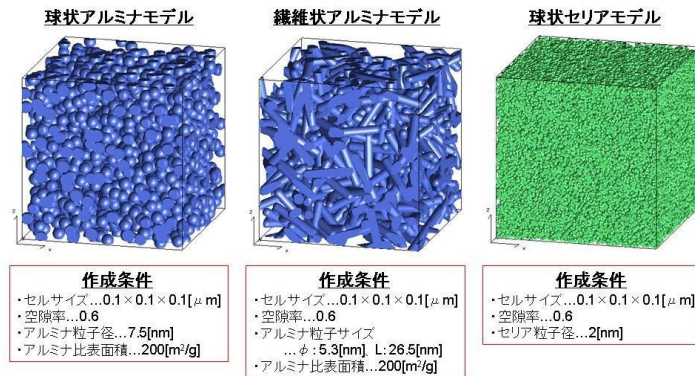 球状アルミナモデル
繊維状アルミナモデル
球状セリアモデル
z
x
z
x
z
x
作成条件
・セルサイズ…0.1×0.1×0.1[μm]
・空隙率…0.6
・アルミナ粒子径…7.5[nm]
・アルミナ比表面積…200[m²/g]
作成条件
・セルサイズ…0.1×0.1×0.1[μm]
・空隙率…0.6
・アルミナ粒子サイズ
…φ:5.3[nm]、L:26.5[nm]
・アルミナ比表面積…200[m²/g]
作成条件
・セルサイズ…0.1×0.1×0.1[μm]
・空隙率…0.6
・セリア粒子径…2[nm]